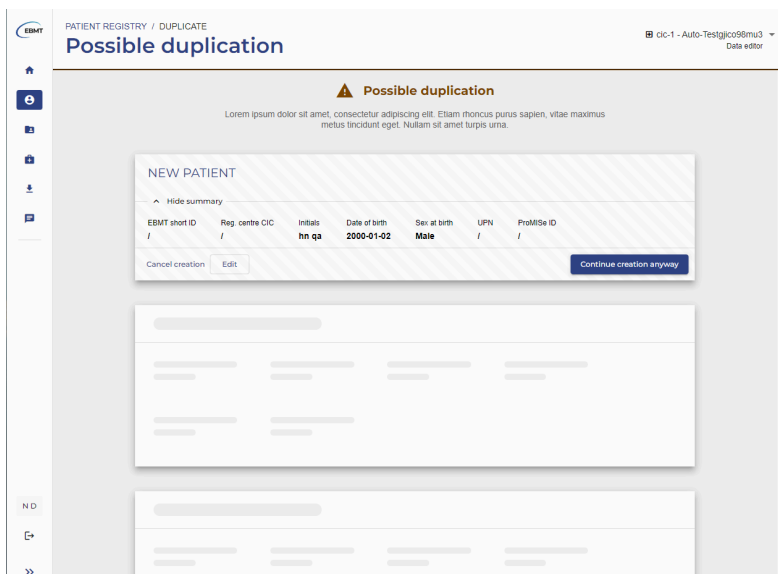 EBMT
PATIENT REGISTRY / DUPLICATE
Possible duplication
cic-1 - Auto-Testgjico98mu3
Data editor
Possible duplication
Lorem ipsum dolor sit amet, consectetur adipiscing elit. Etiam rhoncus purus sapien, vitae maximus
metus tincidunt eget. Nullam sit amet turpis urna.
NEW PATIENT
Hide summary
EBMT short ID Reg. centre CIC Initials Date of birth Sex at birth UPN ProMISe ID
/ / hn qa 2000-01-02 Male / /
Cancel creation Edit Continue creation anyway
N D